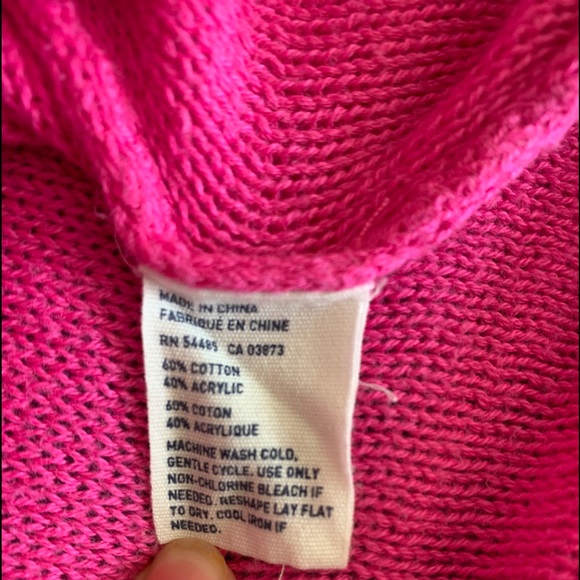 MADE IN CHINA
FABRIQUÉ EN CHINE
RN 54485 CA 03873
60% COTTON
40% ACRYLIC
60% COTON
40% ACRYLIQUE
MACHINE WASH COLD,
GENTLE CYCLE. USE ONLY
NON-CHLORINE BLEACH IF
NEEDED. RESHAPE LAY FLAT
TO DRY, COOL IRON IF
NEEDED.